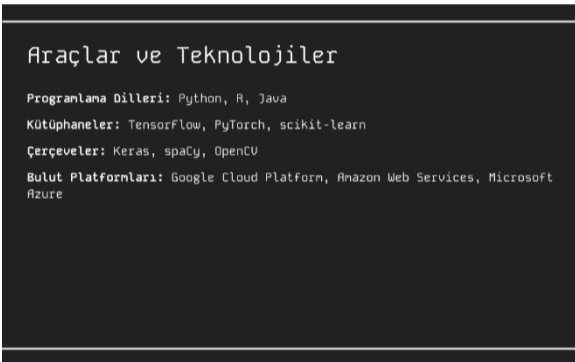 Araçlar ve Teknolojiler
Programlama Dilleri: Python, R, Java
Kütüphaneler: TensorFlow, PyTorch, scikit-learn
Çerçeveler: Keras, spaCy, OpenCV
Bulut Platformları: Google Cloud Platform, Amazon Web Services, Microsoft
Azure